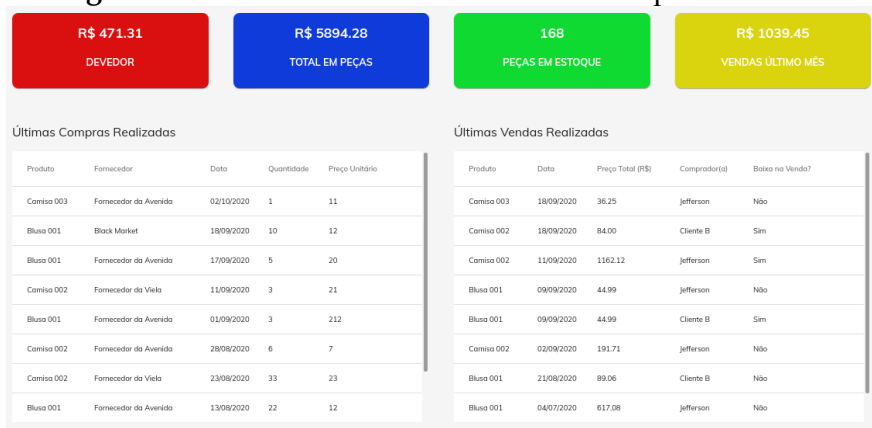 R$ 471.31
DEVEDOR
R$ 5894.28
TOTAL EM PEÇAS
168
PEÇAS EM ESTOQUE
R$ 1039.45
VENDAS ÚLTIMO MÊS
Últimas Compras Realizadas
Produto Fornecedor Data Quantidade Preço Unitário
Camisa 003 Fornecedor da Avenida 02/10/2020 1 11
Blusa 001 Black Market 18/09/2020 10 12
Blusa 001 Fornecedor da Avenida 17/09/2020 5 20
Camisa 002 Fornecedor da Viela 11/09/2020 3 21
Blusa 001 Fornecedor da Avenida 01/09/2020 3 212
Camisa 002 Fornecedor da Avenida 28/08/2020 6 7
Camisa 002 Fornecedor da Viela 23/08/2020 33 23
Blusa 001 Fornecedor da Avenida 13/08/2020 22 12
Últimas Vendas Realizadas
Produto Data Preço Total (R$) Comprador(a) Baixa na Venda?
Camisa 003 18/09/2020 36.25 Jefferson Não
Camisa 002 18/09/2020 84.00 Cliente B Sim
Camisa 002 11/09/2020 1162.12 Jefferson Sim
Blusa 001 09/09/2020 44.99 Jefferson Não
Blusa 001 09/09/2020 44.99 Cliente B Sim
Camisa 002 02/09/2020 191.71 Jefferson Não
Blusa 001 21/08/2020 89.06 Cliente B Não
Blusa 001 04/07/2020 617.08 Jefferson Não